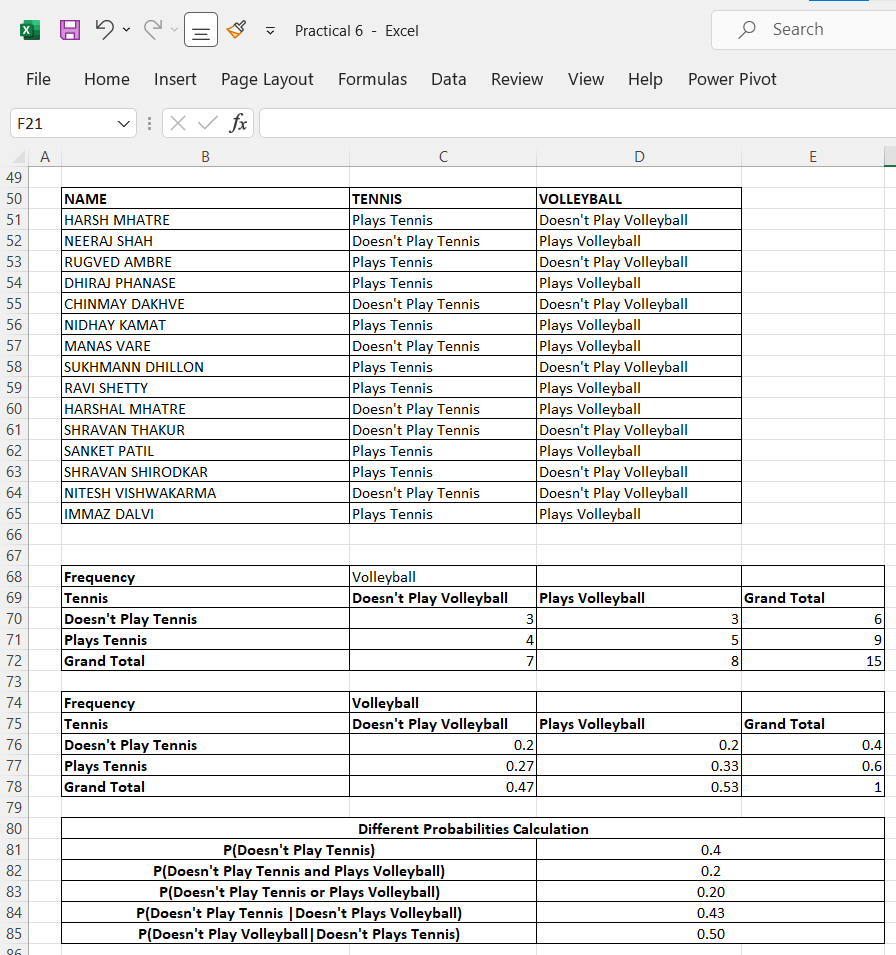 Practical 6 - Excel
Search
File Home Insert Page Layout Formulas Data Review View Help Power Pivot
F21 fx
A B C D E
49
50 NAME TENNIS VOLLEYBALL
51 HARSH MHATRE Plays Tennis Doesn't Play Volleyball
52 NEERAJ SHAH Doesn't Play Tennis Plays Volleyball
53 RUGVED AMBRE Plays Tennis Doesn't Play Volleyball
54 DHIRAJ PHANASE Plays Tennis Plays Volleyball
55 CHINMAY DAKHVE Doesn't Play Tennis Doesn't Play Volleyball
56 NIDHAY KAMAT Plays Tennis Plays Volleyball
57 MANAS VARE Doesn't Play Tennis Plays Volleyball
58 SUKHMANN DHILLON Plays Tennis Doesn't Play Volleyball
59 RAVI SHETTY Plays Tennis Plays Volleyball
60 HARSHAL MHATRE Doesn't Play Tennis Plays Volleyball
61 SHRAVAN THAKUR Doesn't Play Tennis Doesn't Play Volleyball
62 SANKET PATIL Plays Tennis Plays Volleyball
63 SHRAVAN SHIRODKAR Plays Tennis Doesn't Play Volleyball
64 NITESH VISHWAKARMA Doesn't Play Tennis Doesn't Play Volleyball
65 IMMAZ DALVI Plays Tennis Plays Volleyball
66
67
68 Frequency Volleyball
69 Tennis Doesn't Play Volleyball Plays Volleyball Grand Total
70 Doesn't Play Tennis 3 3 6
71 Plays Tennis 4 5 9
72 Grand Total 7 8 15
73
74 Frequency Volleyball
75 Tennis Doesn't Play Volleyball Plays Volleyball Grand Total
76 Doesn't Play Tennis 0.2 0.2 0.4
77 Plays Tennis 0.27 0.33 0.6
78 Grand Total 0.47 0.53 1
79
80 Different Probabilities Calculation
81 P(Doesn't Play Tennis) 0.4
82 P(Doesn't Play Tennis and Plays Volleyball) 0.2
83 P(Doesn't Play Tennis or Plays Volleyball) 0.20
84 P(Doesn't Play Tennis |Doesn't Plays Volleyball) 0.43
85 P(Doesn't Play Volleyball|Doesn't Plays Tennis) 0.50
86